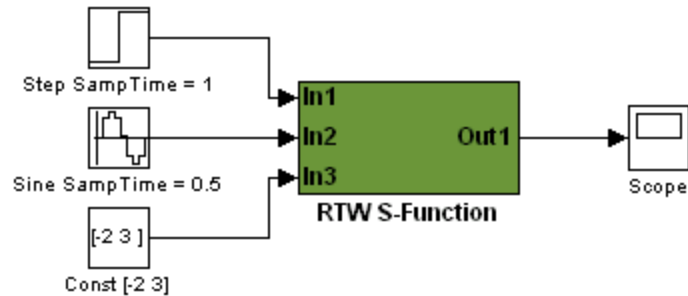 Step SampTime = 1
Sine SampTime = 0.5
[-2 3 ]
Const [-2 3]
In1
In2
In3
Out1
RTW S-Function
Scope